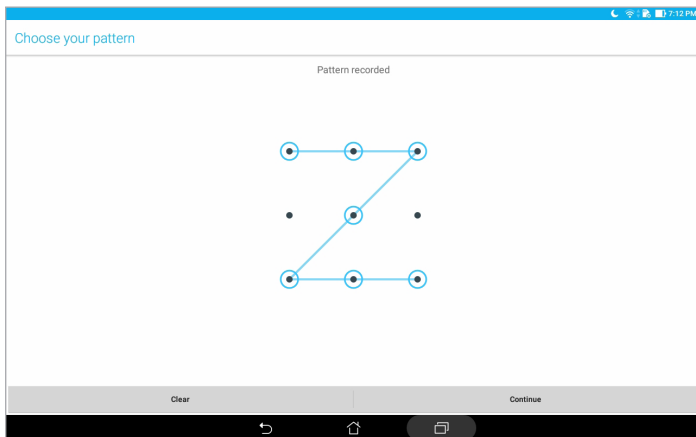 7:12 PM
Choose your pattern
Pattern recorded
Clear
Continue